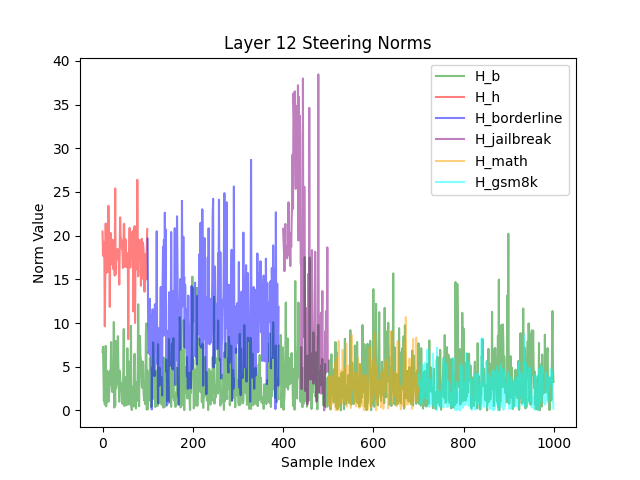 Layer 12 Steering Norms
Norm Value
40
35
30
25
20
15
10
5
0
H_b
H_h
H_borderline
H_jailbreak
H_math
H_gsm8k
0
200
400
600
800
1000
Sample Index